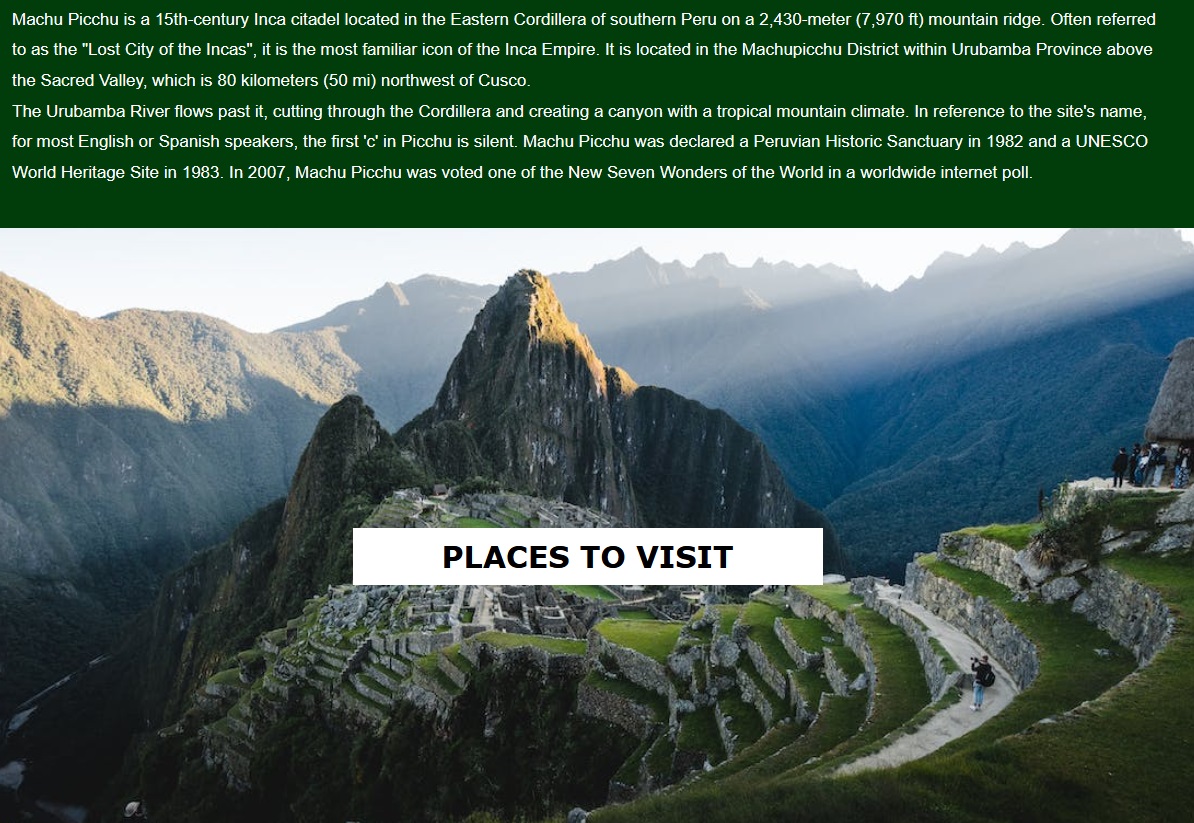 Machu Picchu is a 15th-century Inca citadel located in the Eastern Cordillera of southern Peru on a 2,430-meter (7,970 ft) mountain ridge. Often referred
to as the "Lost City of the Incas", it is the most familiar icon of the Inca Empire. It is located in the Machupicchu District within Urubamba Province above
the Sacred Valley, which is 80 kilometers (50 mi) northwest of Cusco.
The Urubamba River flows past it, cutting through the Cordillera and creating a canyon with a tropical mountain climate. In reference to the site's name,
for most English or Spanish speakers, the first 'c' in Picchu is silent. Machu Picchu was declared a Peruvian Historic Sanctuary in 1982 and a UNESCO
World Heritage Site in 1983. In 2007, Machu Picchu was voted one of the New Seven Wonders of the World in a worldwide internet poll.
PLACES TO VISIT